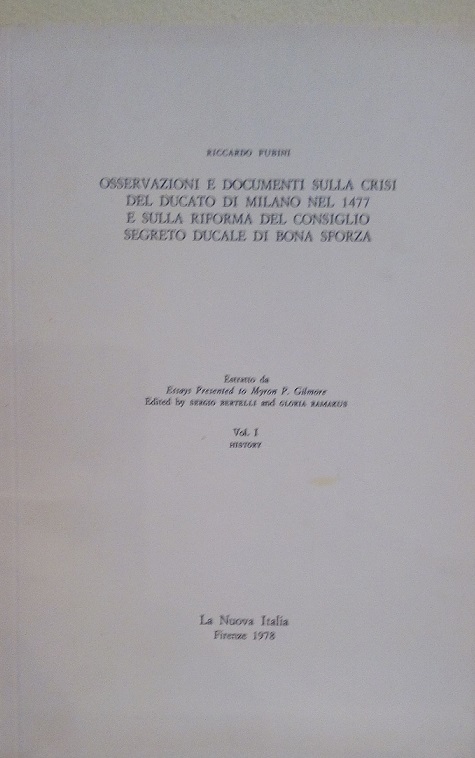 RICCARDO FUBINI
OSSERVAZIONI E DOCUMENTI SULLA CRISI
DEL DUCATO DI MILANO NEL 1477
E SULLA RIFORMA DEL CONSIGLIO
SEGRETO DUCALE DI BONA SFORZA
Estratto da
Essays Presented to Myron P. Gilmore
Edited by SERGIO BERTELLI and GLORIA RAMAKUS
Vol. I
HISTORY
La Nuova Italia
Firenze 1978